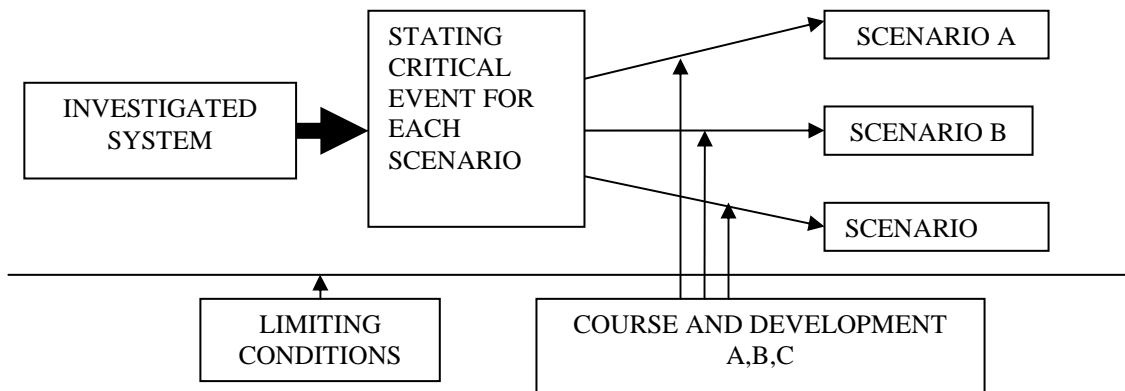 INVESTIGATED
SYSTEM
STATING
CRITICAL
EVENT FOR
EACH
SCENARIO
SCENARIO A
SCENARIO B
SCENARIO
LIMITING
CONDITIONS
COURSE AND DEVELOPMENT
A,B,C